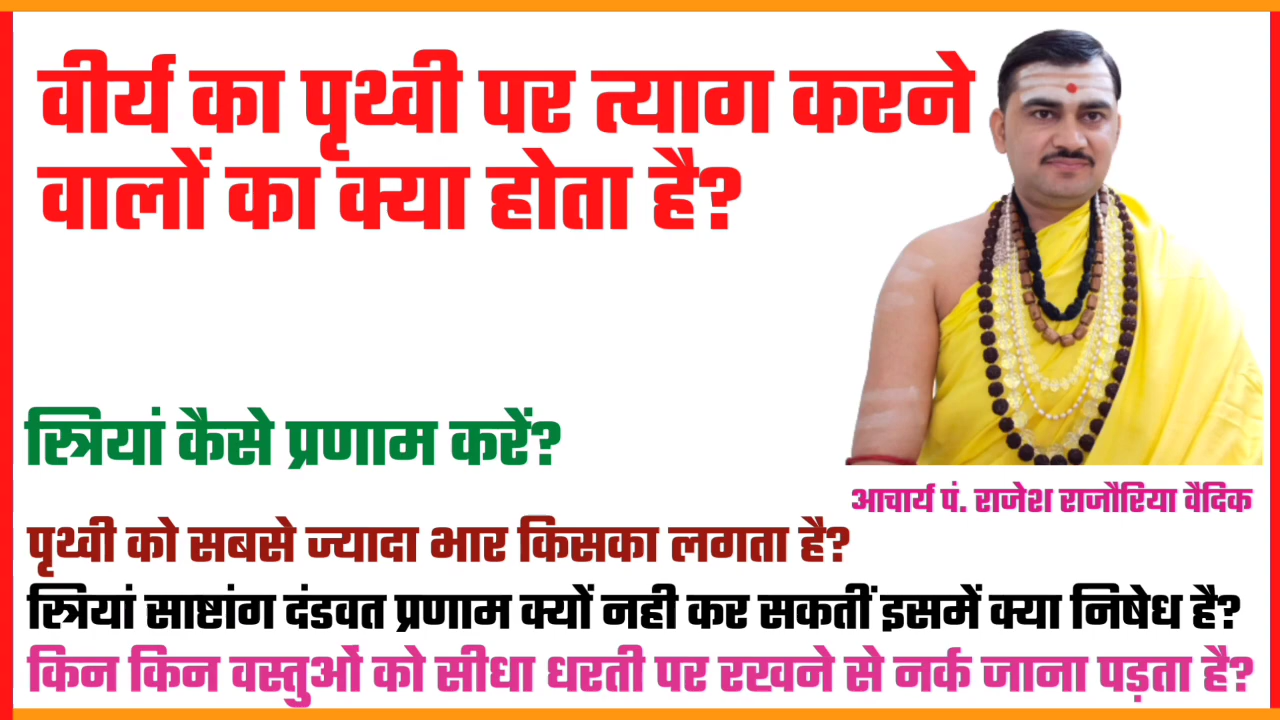 वीर्य का पृथ्वी पर त्याग करने
वालों का क्या होता है?
स्त्रियां कैसे प्रणाम करें?
आचार्य पं. राजेश राजौरिया वैदिक
पृथ्वी को सबसे ज्यादा भार किसका लगता है?
स्त्रियां साष्टांग दंडवत प्रणाम क्यों नही कर सकतीं इसमें क्या निषेध है?
किन किन वस्तुओं को सीधा धरती पर रखने से नर्क जाना पड़ता है?